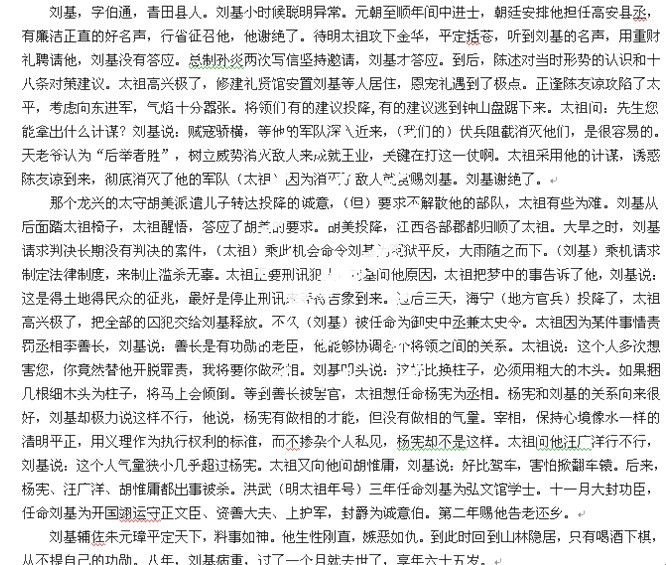 刘基，字伯通，青田县人。刘基小时候聪明异常。元朝至顺年间中进士，朝廷安排他担任高安县丞，
有廉洁正直的好名声，行省征召他，他谢绝了。待明太祖攻下金华，平定括苍，听到刘基的名声，用重财
礼聘请他，刘基没有答应。总制孙炎两次写信坚持邀请，刘基才答应。到后，陈述对当时形势的认识和十
八条对策建议。太祖高兴极了，修建礼贤馆安置刘基等人居住，恩宠礼遇到了极点。正逢陈友谅攻陷了太
平，考虑向东进军，气焰十分嚣张。将领们有的建议投降,有的建议逃到钟山盘踞下来。太祖问：先生您
能拿出什么计谋？刘基说：贼寇骄横，等他的军队深入近来，（我们的）伏兵阻截消灭他们，是很容易的。
天老爷认为“后举者胜”，树立威势消灭敌人来成就王业，关键在打这一仗啊。太祖采用他的计谋，诱惑
陈友谅到来，彻底消灭了他的军队（太祖）因为消灭了敌人就赏赐刘基。刘基谢绝了。
那个龙兴的太守胡美派遣儿子转达投降的诚意，（但）要求不解散他的部队，太祖有些为难。刘基从
后面踏太祖椅子，太祖醒悟，答应了胡美的要求。胡美投降，江西各部郡都归顺了太祖。大旱之时，刘基
请求判决长期没有判决的案件，（太祖）乘此机会命令刘基为冤狱平反，大雨随之而下。（刘基）乘机请求
制定法律制度，来制止滥杀无辜。太祖正要刑讯犯人，刘基问他原因，太祖把梦中的事告诉了他，刘基说：
这是得土地得民众的征兆，最好是停止刑讯等待吉象到来。过后三天，海宁（地方官兵）投降了，太祖
高兴极了，把全部的囚犯交给刘基释放。不久（刘基）被任命为御史中丞兼太史令。太祖因为某件事情责
罚丞相李善长，刘基说：善长是有功勋的老臣，他能够协调各个将领之间的关系。太祖说：这个人多次想
害您，你竟然替他开脱罪责，我将要你做丞相。刘基叩头说：这好比换柱子，必须用粗大的木头。如果捆
几根细木头为柱子，将马上会倾倒。等到善长被罢官，太祖想任命杨宪为丞相。杨宪和刘基的关系向来很
好，刘基却极力说这样不行，他说，杨宪有做相的才能，但没有做相的气量。宰相，保持心境像水一样的
清明平正，用义理作为执行权利的标准，而不掺杂个人私见，杨宪却不是这样。太祖问他汪广洋行不行，
刘基说：这个人气量狭小几乎超过杨宪。太祖又向他问胡惟庸，刘基说：好比驾车，害怕掀翻车辕。后来，
杨宪、汪广洋、胡惟庸都出事被杀。洪武（明太祖年号）三年任命刘基为弘文馆学士。十一月大封功臣，
任命刘基为开国翊运守正文臣、资善大夫、上护军，封爵为诚意伯。第二年赐他告老还乡。
刘基辅佐朱元璋平定天下，料事如神。他生性刚直，嫉恶如仇。到此时回到山林隐居，只有喝酒下棋，
从不提自己的功勋。八年，刘基病重，过了一个月就去世了，享年六十五岁。